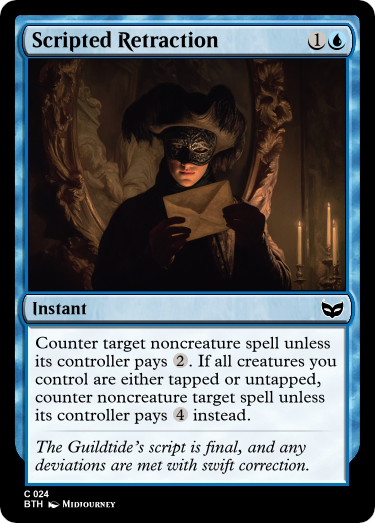 Scripted Retraction 1
Instant
Counter target noncreature spell unless
its controller pays 2. If all creatures you
control are either tapped or untapped,
counter noncreature target spell unless
its controller pays 4 instead.
The Guildtide's script is final, and any
deviations are met with swift correction.
C 024
BTH Midjourney